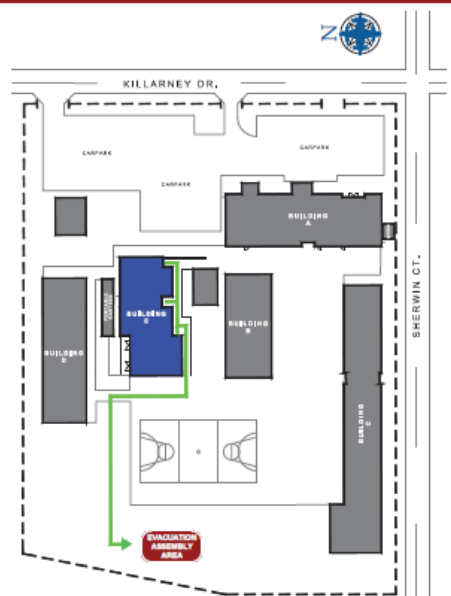 N
KILLARNEY DR.
CARPARK
CARPARK
CARPARK
BUILDING
A
SHERWIN CT.
BUILDING
E
BUILDING
B
BUILDING
D
BUILDING
C
EVACUATION
ASSEMBLY
AREA